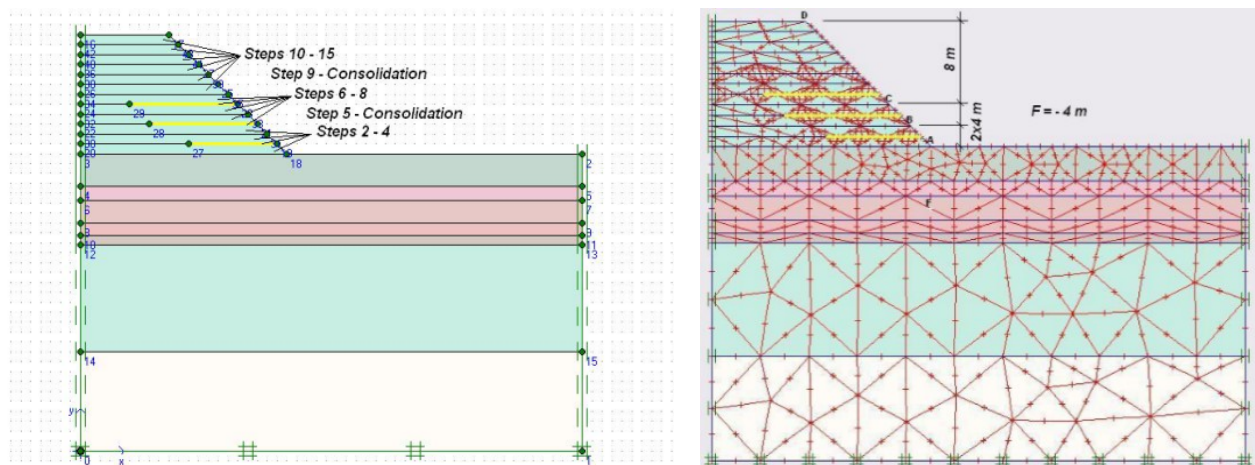 Steps 10 - 15
Step 9 - Consolidation
Steps 6 - 8
Step 5 - Consolidation
Steps 2 - 4
29
28
27
18
3
2
4
5
6
7
9
10
11
12
13
14
15
y
x
0
1
D
8 m
C
B
2x4 m
A
F = - 4 m
F